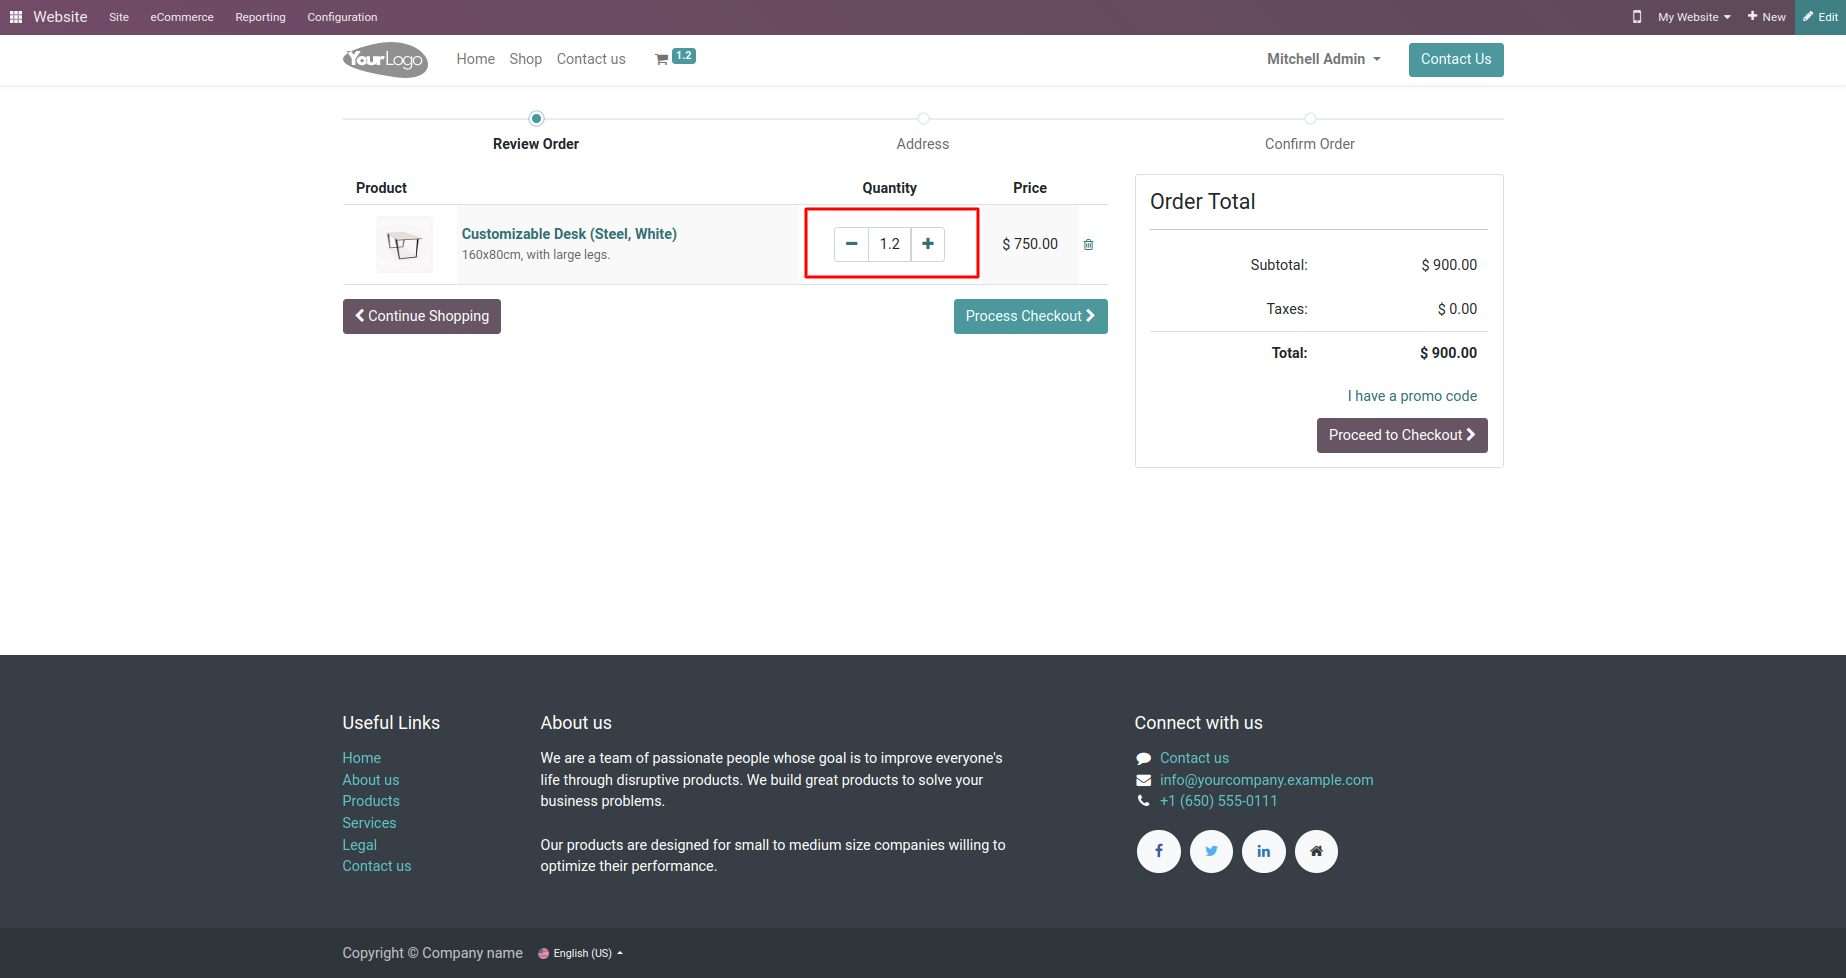 Website Site eCommerce Reporting Configuration My Website New Edit
YourLogo Home Shop Contact us 1.2 Mitchell Admin Contact Us
Review Order Address Confirm Order
Product Quantity Price
Customizable Desk (Steel, White)
160x80cm, with large legs.
1.2 $ 750.00
Continue Shopping Process Checkout
Order Total
Subtotal: $ 900.00
Taxes: $ 0.00
Total: $ 900.00
I have a promo code
Proceed to Checkout
Useful Links
Home
About us
Products
Services
Legal
Contact us
About us
We are a team of passionate people whose goal is to improve everyone's
life through disruptive products. We build great products to solve your
business problems.
Our products are designed for small to medium size companies willing to
optimize their performance.
Connect with us
Contact us
info@yourcompany.example.com
+1 (650) 555-0111
Copyright © Company name English (US)